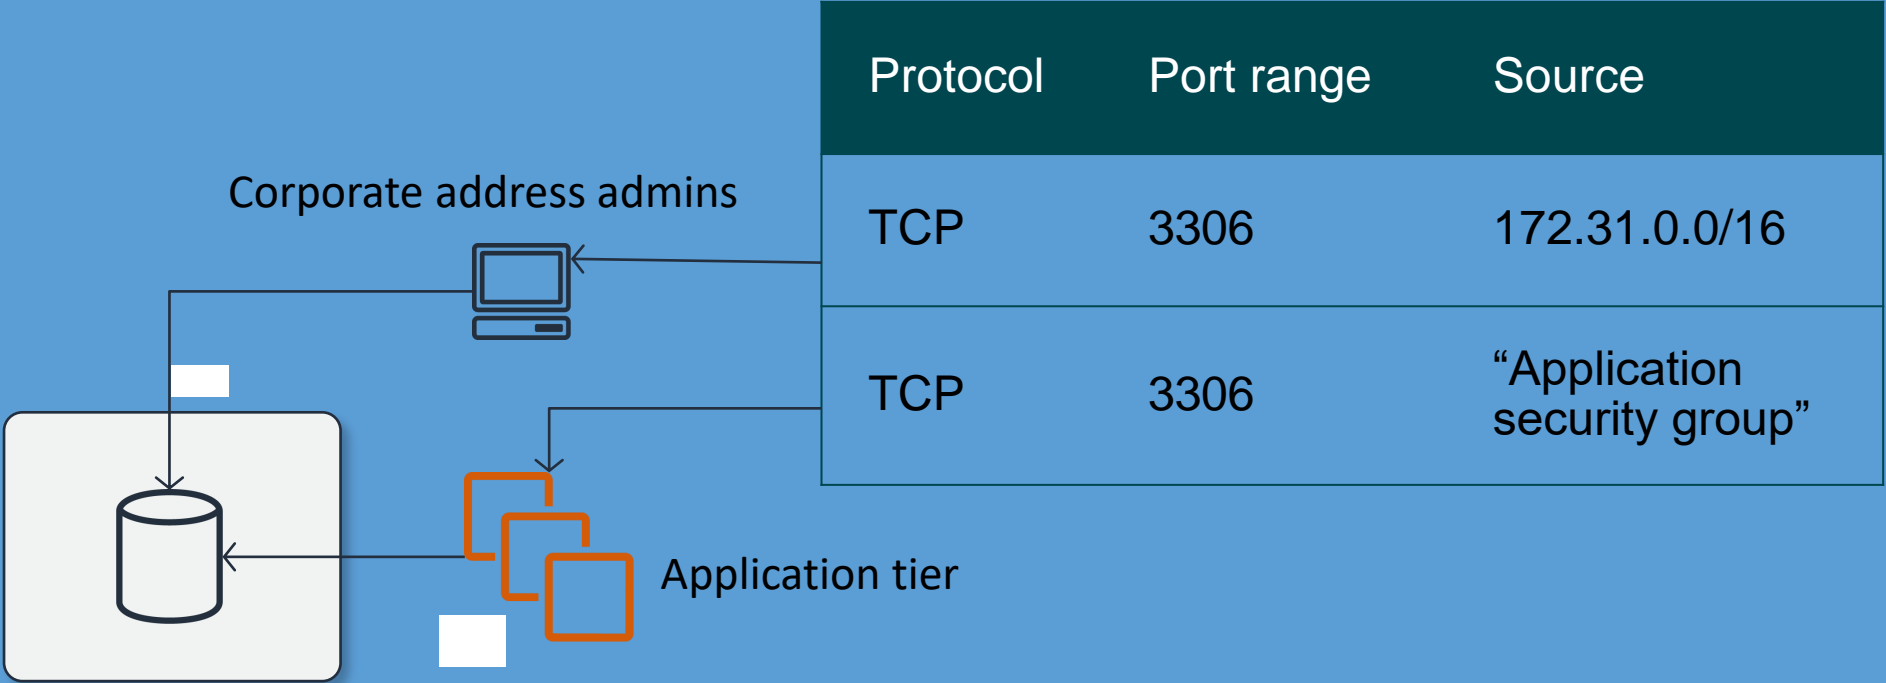 Protocol Port range Source
Corporate address admins
TCP 3306 172.31.0.0/16
TCP 3306 “Application
security group”
Application tier